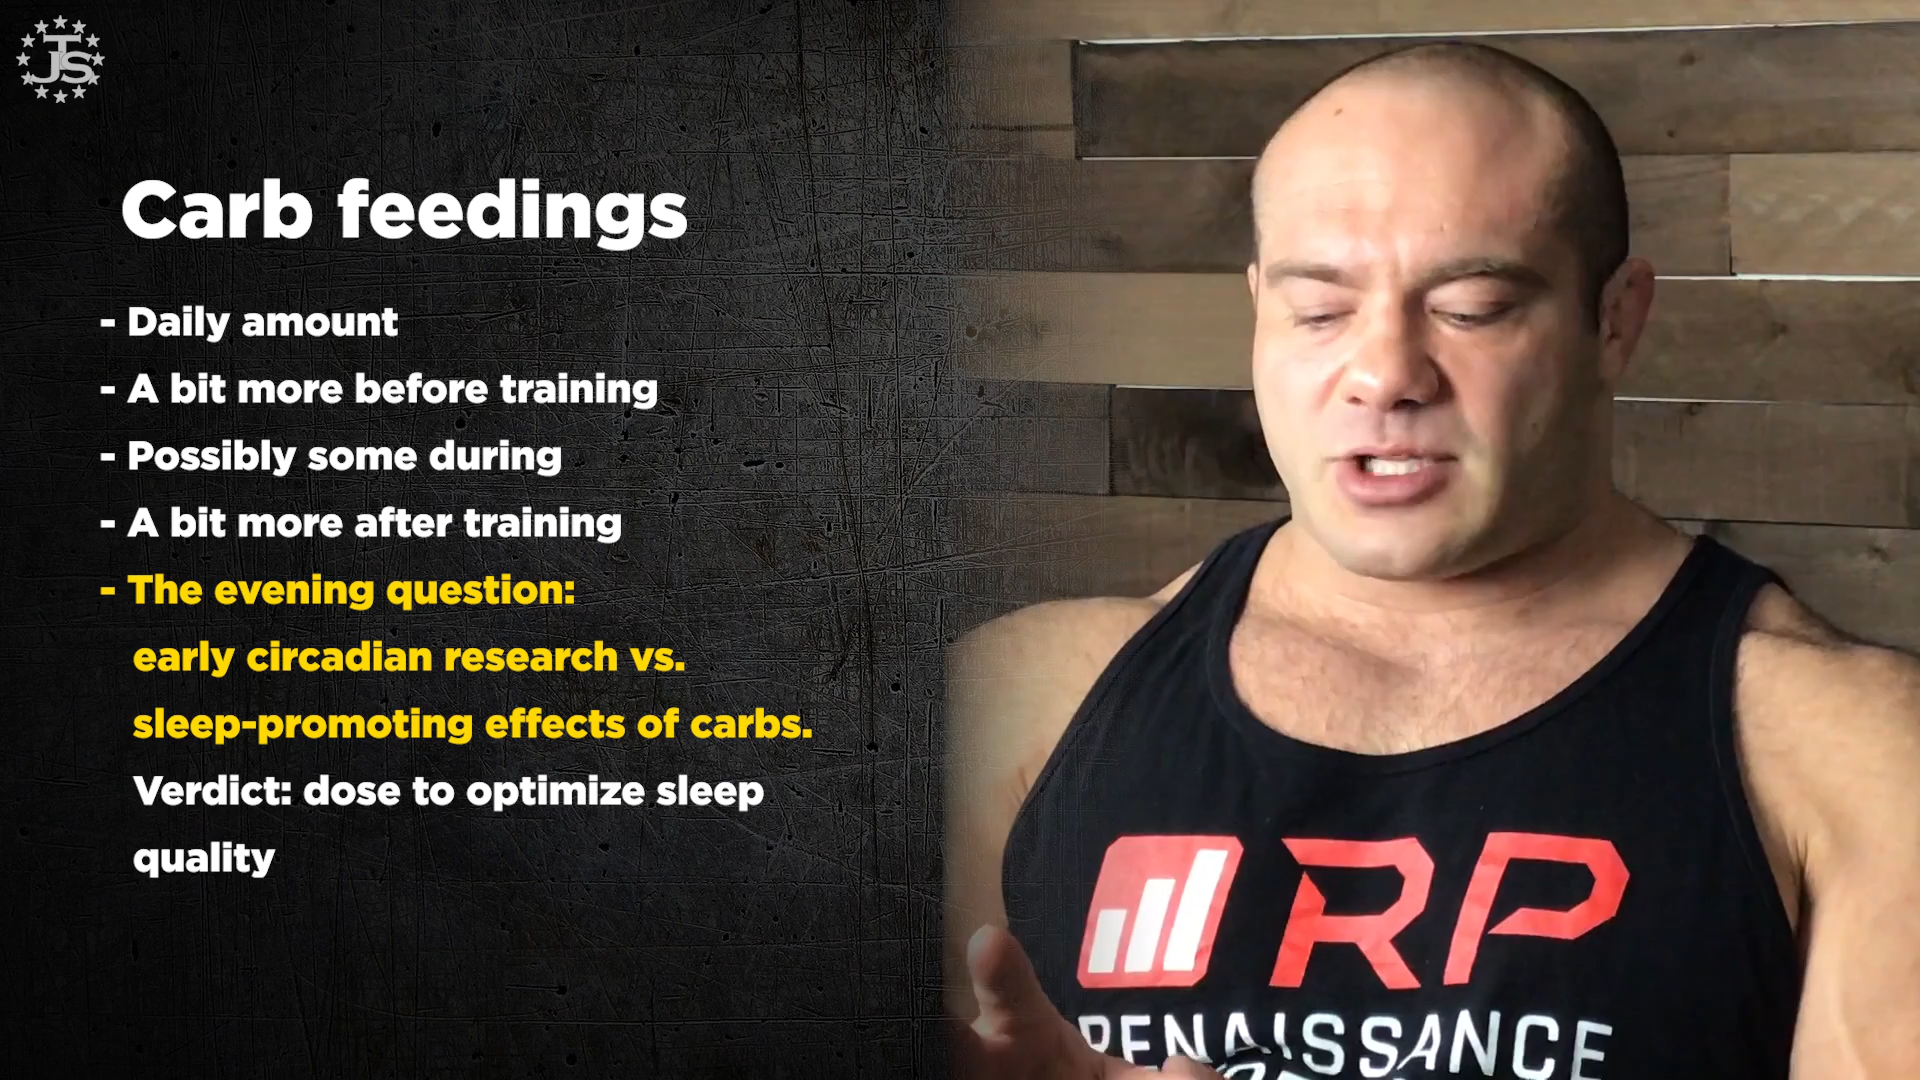 JTS
Carb feedings
- Daily amount
- A bit more before training
- Possibly some during
- A bit more after training
- The evening question:
early circadian research vs.
sleep-promoting effects of carbs.
Verdict: dose to optimize sleep
quality
RP
RENAISSANCE